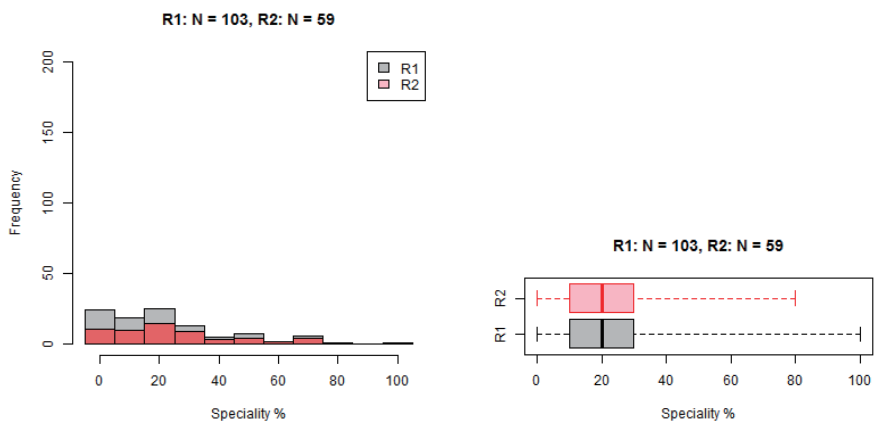 R1: N = 103, R2: N = 59
R1
R2
Frequency
200
150
100
50
0
0 20 40 60 80 100
Speciality %
R1: N = 103, R2: N = 59
R2
R1
0 20 40 60 80 100
Speciality %